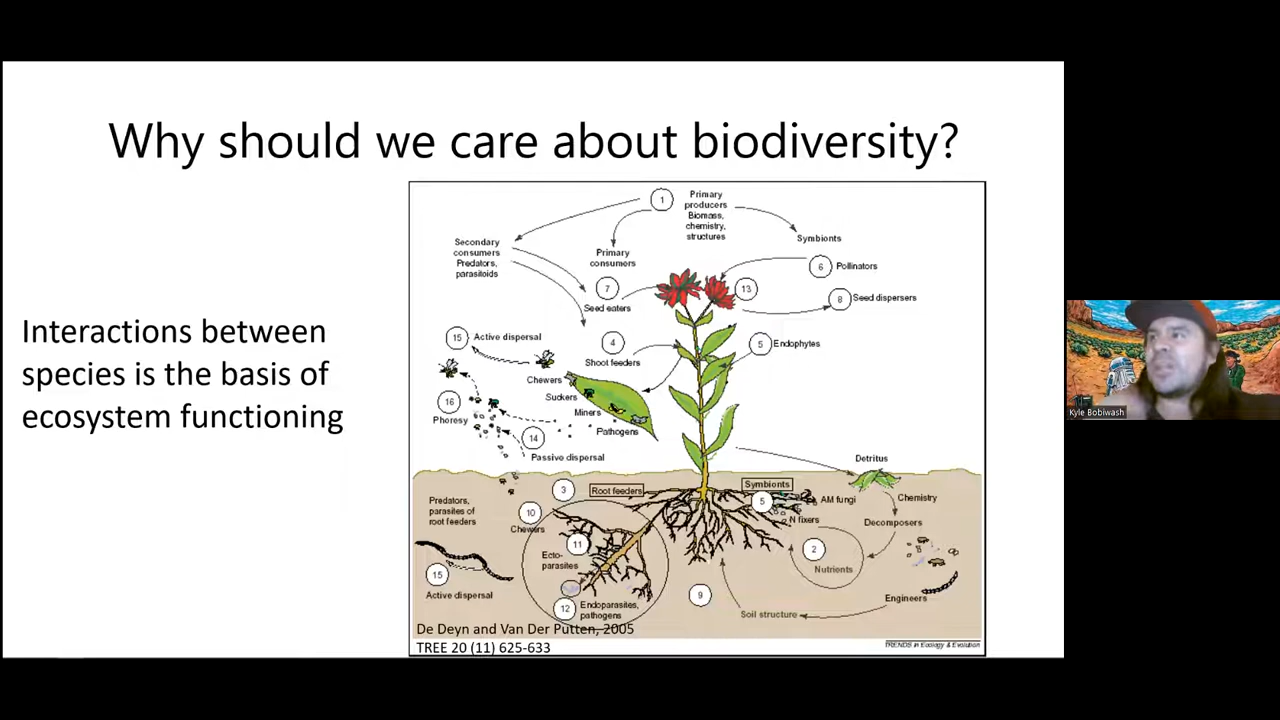 Why should we care about biodiversity?
Interactions between
species is the basis of
ecosystem functioning
1
Primary
producers
Biomass,
chemistry,
structures
Secondary
consumers
Predators,
parasitoids
Primary
consumers
Symbionts
6 Pollinators
7
Seed eaters
13
8 Seed dispersers
15 Active dispersal
4
Shoot feeders
5 Endophytes
Chewers
Suckers
Miners
Pathogens
16
Phoresy
14
Passive dispersal
Detritus
Predators,
parasites of
root feeders
3 Root feeders
Symbionts
5 AM fungi
N fixers
Chemistry
Decomposers
10
Chewers
11
Ecto-
parasites
2
Nutrients
15
Active dispersal
12 Endoparasites,
pathogens
9
Engineers
Soil structure
De Deyn and Van Der Putten, 2005
TREE 20 (11) 625-633
TRENDS in Ecology & Evolution
Kyle Bobiwash